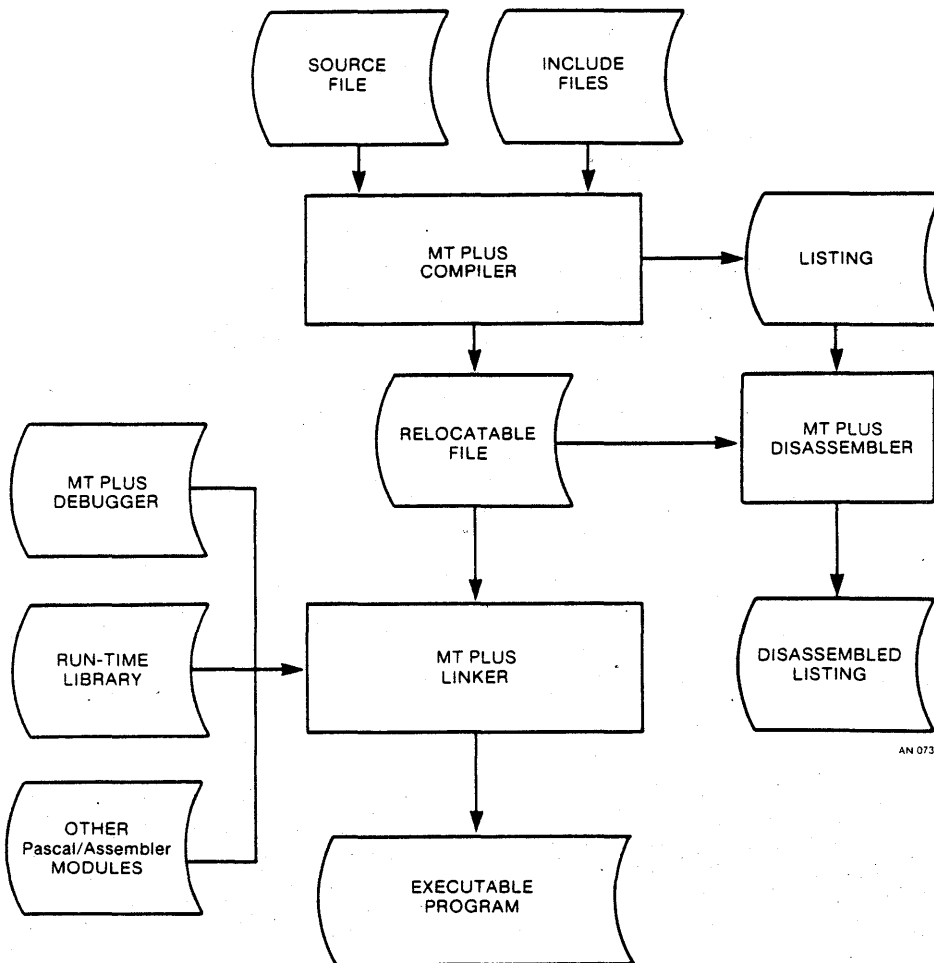 SOURCE
FILE
INCLUDE
FILES
MT PLUS
COMPILER
LISTING
RELOCATABLE
FILE
MT PLUS
DISASSEMBLER
MT PLUS
DEBUGGER
RUN-TIME
LIBRARY
MT PLUS
LINKER
DISASSEMBLED
LISTING
AN 073
OTHER
Pascal/Assembler
MODULES
EXECUTABLE
PROGRAM